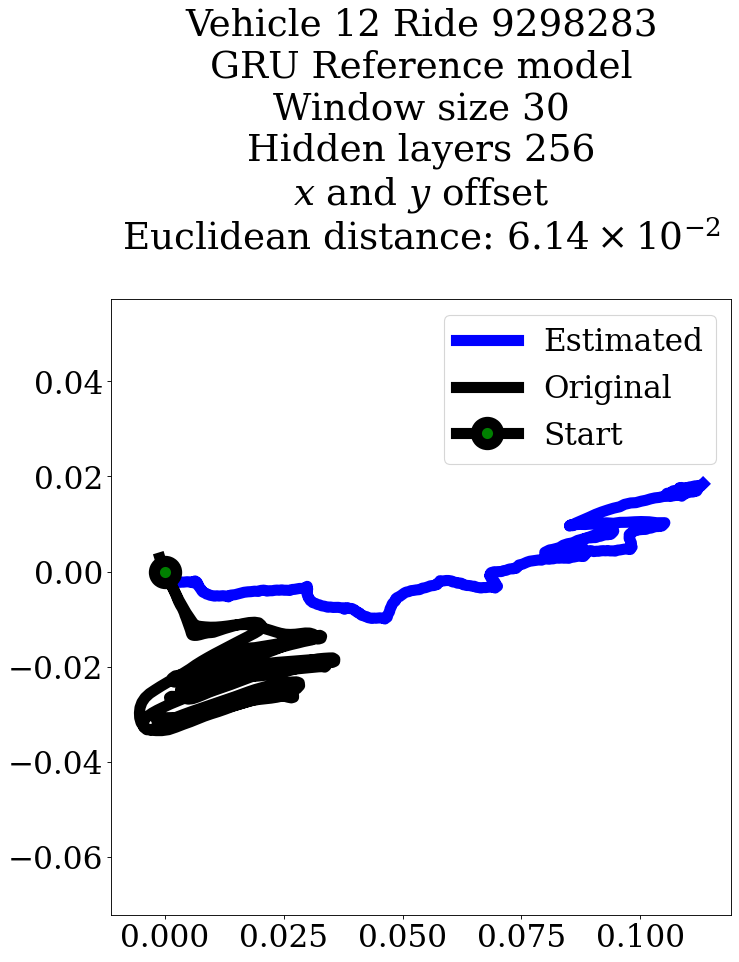 Vehicle 12 Ride 9298283
GRU Reference model
Window size 30
Hidden layers 256
x and y offset
Euclidean distance: 6.14 × 10⁻²
Estimated
Original
Start
0.04
0.02
0.00
−0.02
−0.04
−0.06
0.000 0.025 0.050 0.075 0.100